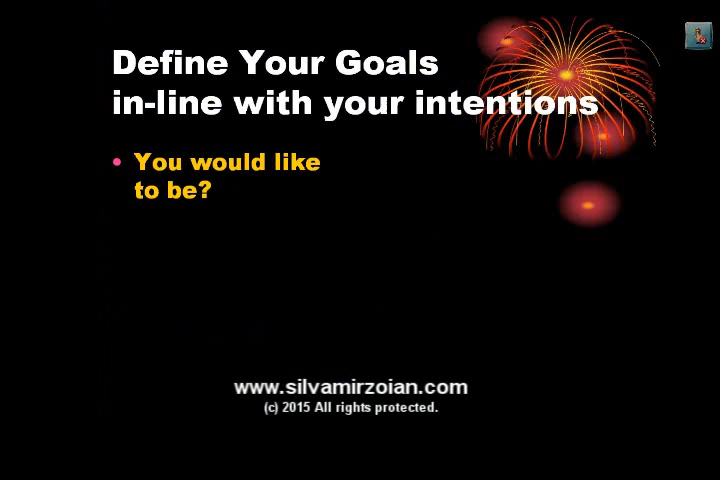 Define Your Goals
in-line with your intentions
• You would like
to be?
www.silvamirzoian.com
(c) 2015 All rights protected.